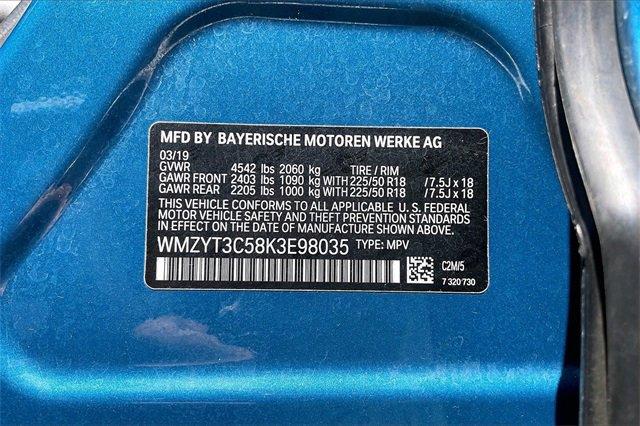 MFD BY BAYERISCHE MOTOREN WERKE AG
03/19
GVWR 4542 lbs 2060 kg TIRE / RIM
GAWR FRONT 2403 lbs 1090 kg WITH 225/50 R18 /7.5J x 18
GAWR REAR 2205 lbs 1000 kg WITH 225/50 R18 /7.5J x 18
THIS VEHICLE CONFORMS TO ALL APPLICABLE U. S. FEDERAL
MOTOR VEHICLE SAFETY AND THEFT PREVENTION STANDARDS
IN EFFECT ON THE DATE OF MANUFACTURE SHOWN ABOVE.
WMZYT3C58K3E98035 TYPE: MPV
C2M/5
7 320 730